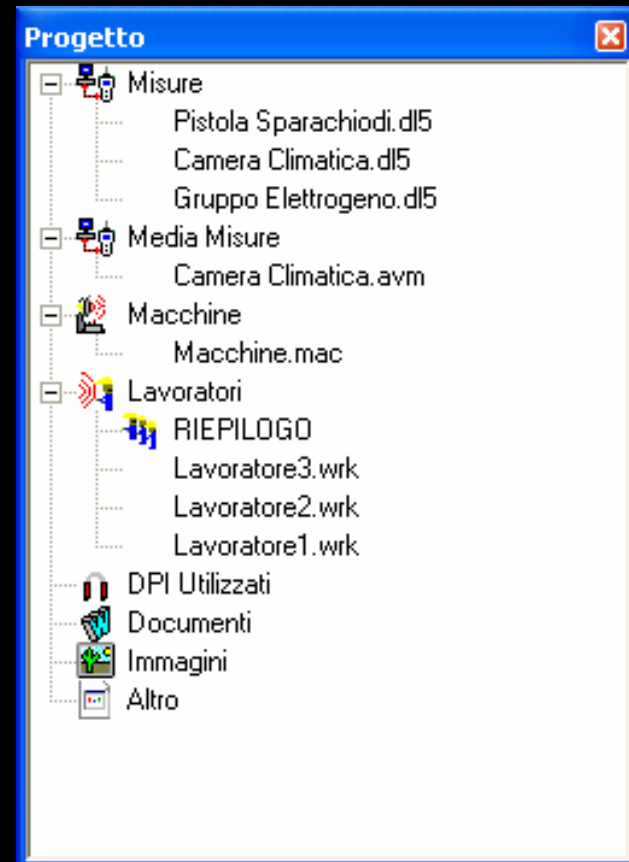 Progetto
Misure
Pistola Sparachiodi.dl5
Camera Climatica.dl5
Gruppo Elettrogeno.dl5
Media Misure
Camera Climatica.avm
Macchine
Macchine.mac
Lavoratori
RIEPILOGO
Lavoratore3.wrk
Lavoratore2.wrk
Lavoratore1.wrk
DPI Utilizzati
Documenti
Immagini
Altro